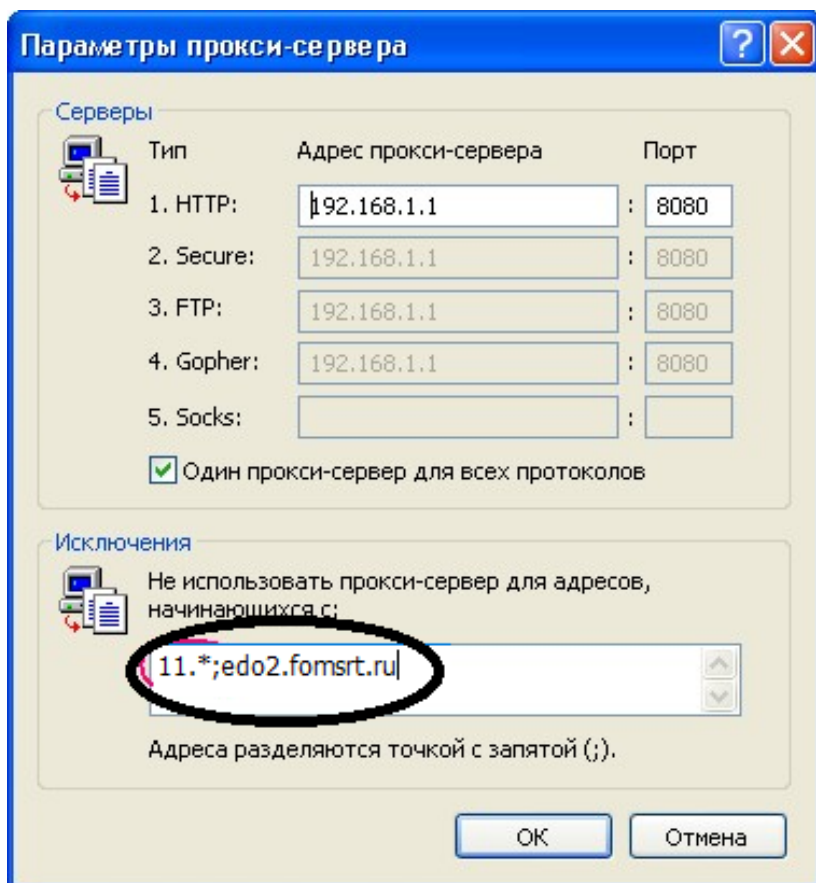 Параметры прокси-сервера
Серверы
Тип Адрес прокси-сервера Порт
1. HTTP: 192.168.1.1 : 8080
2. Secure: 192.168.1.1 : 8080
3. FTP: 192.168.1.1 : 8080
4. Gopher: 192.168.1.1 : 8080
5. Socks: :
Один прокси-сервер для всех протоколов
Исключения
Не использовать прокси-сервер для адресов,
начинающихся с:
11.*;edo2.fomsrt.ru
Адреса разделяются точкой с запятой (;).
ОК Отмена